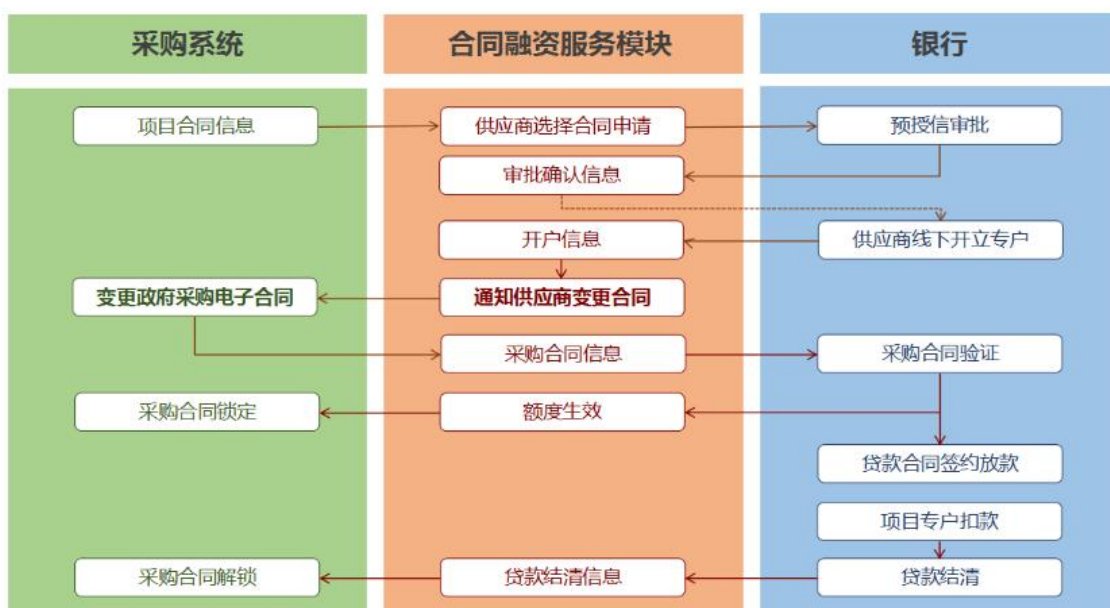 采购系统
合同融资服务模块
银行
项目合同信息
供应商选择合同申请
预授信审批
审批确认信息
开户信息
供应商线下开立专户
变更政府采购电子合同
通知供应商变更合同
采购合同信息
采购合同验证
采购合同锁定
额度生效
贷款合同签约放款
项目专户扣款
采购合同解锁
贷款结清信息
贷款结清